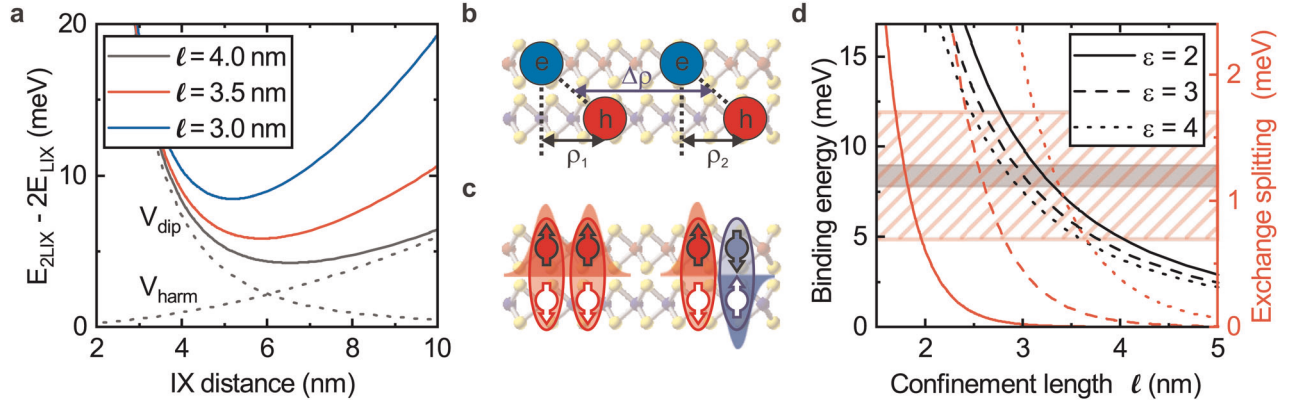 a
20
10
0
E2LIX - 2ELIX (meV)
ℓ = 4.0 nm
ℓ = 3.5 nm
ℓ = 3.0 nm
Vdip
Vharm
2 4 6 8 10
IX distance (nm)
b
e e
Δρ
h h
ρ1 ρ2
c
d
15
10
5
0
Binding energy (meV)
ε = 2
ε = 3
ε = 4
2
1
0
Exchange splitting (meV)
2 3 4 5
Confinement length ℓ (nm)